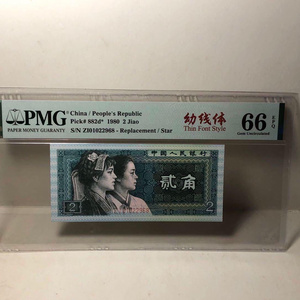 PMG
PAPER MONEY GUARANTY
China / People's Republic
Pick# 882d* 1980 2 Jiao
S/N ZI01022968 - Replacement / Star
幼线体
Thin Font Style
66 EPQ
Gem Uncirculated
中国人民银行
贰角
2
2